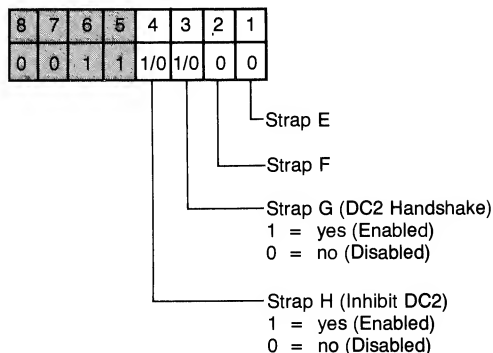 8 7 6 5 4 3 2 1
0 0 1 1 1/0 1/0 0 0
Strap E
Strap F
Strap G (DC2 Handshake)
1 = yes (Enabled)
0 = no (Disabled)
Strap H (Inhibit DC2)
1 = yes (Enabled)
0 = no (Disabled)